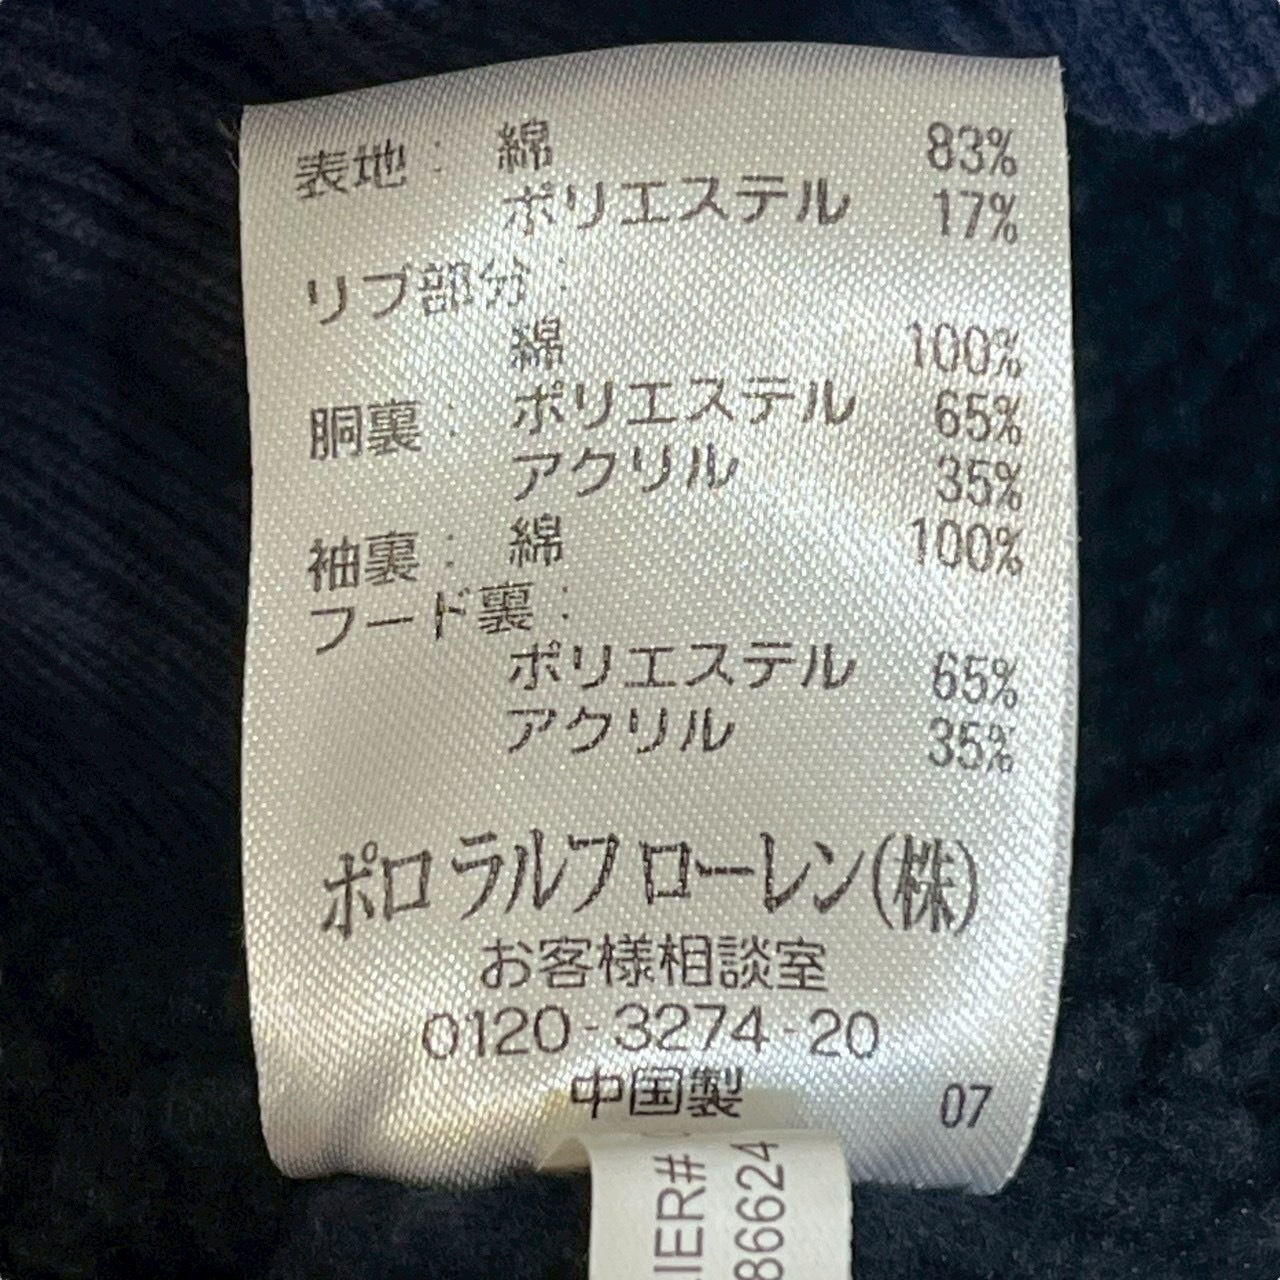 表地: 綿 83%
ポリエステル 17%
リブ部分:
綿 100%
胴裏: ポリエステル 65%
アクリル 35%
袖裏: 綿 100%
フード裏:
ポリエステル 65%
アクリル 35%
ポロ ラルフ ローレン(株)
お客様相談室
0120-3274-20
中国製 07
IER#
86624